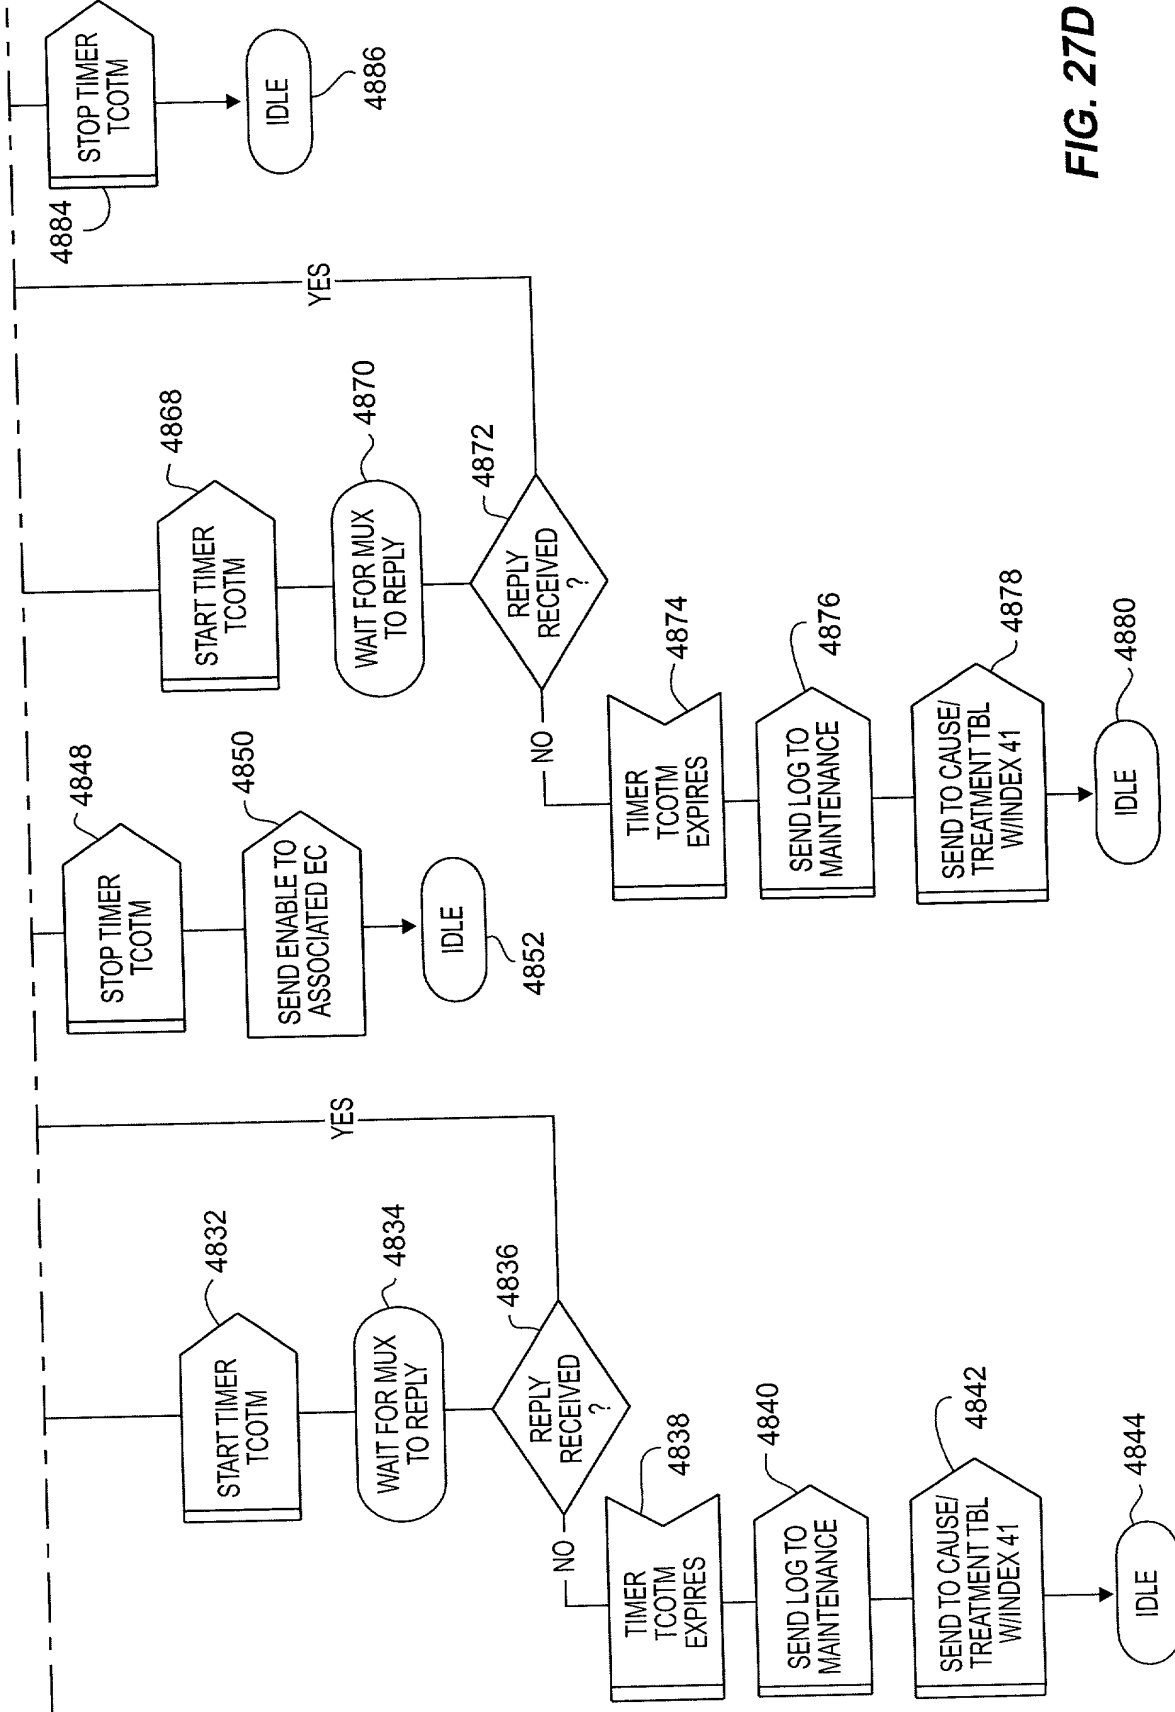 START TIMER
TCOTM
4832
WAIT FOR MUX
TO REPLY
4834
REPLY
RECEIVED
?
4836
YES
NO
TIMER
TCOTM
EXPIRES
4838
SEND LOG TO
MAINTENANCE
4840
SEND TO CAUSE/
TREATMENT TBL
W/INDEX 41
4842
IDLE
4844
STOP TIMER
TCOTM
4848
SEND ENABLE TO
ASSOCIATED EC
4850
IDLE
4852
START TIMER
TCOTM
4868
WAIT FOR MUX
TO REPLY
4870
REPLY
RECEIVED
?
4872
YES
NO
TIMER
TCOTM
EXPIRES
4874
SEND LOG TO
MAINTENANCE
4876
SEND TO CAUSE/
TREATMENT TBL
W/INDEX 41
4878
IDLE
4880
STOP TIMER
TCOTM
4884
IDLE
4886
FIG. 27D